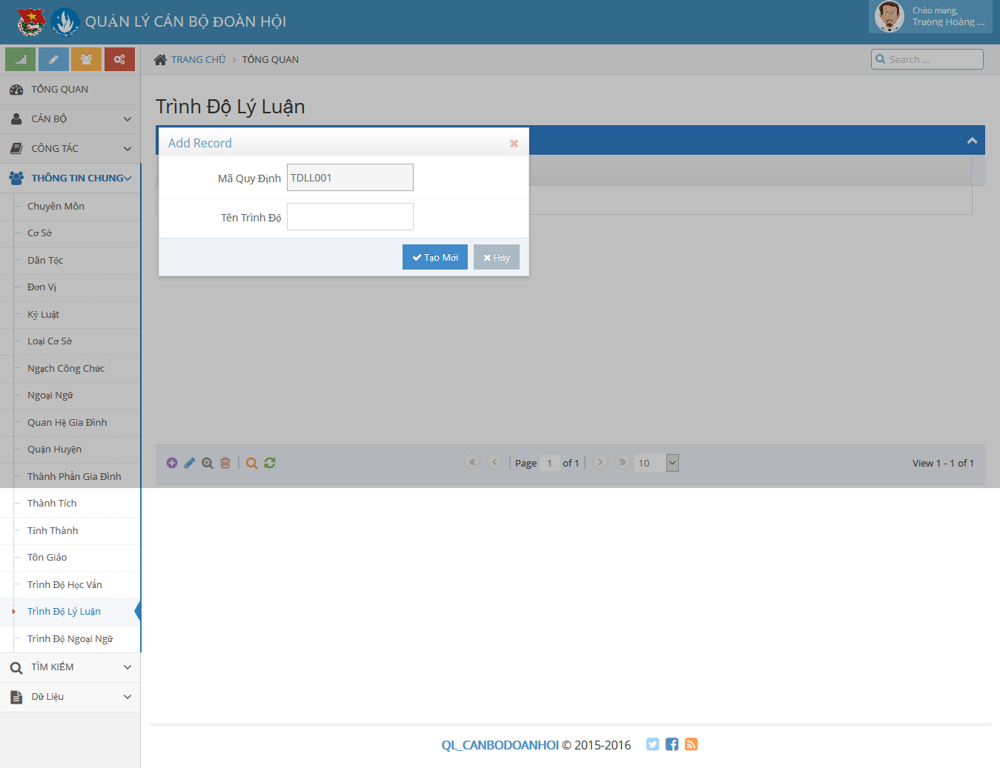 QUẢN LÝ CÁN BỘ ĐOÀN HỘI
Chào mừng,
Trường Hoàng ...
TRANG CHỦ > TỔNG QUAN
Search ...
TỔNG QUAN
CÁN BỘ
CÔNG TÁC
THÔNG TIN CHUNG
Chuyên Môn
Cơ Sở
Dân Tộc
Đơn Vị
Kỷ Luật
Loại Cơ Sở
Ngạch Công Chức
Ngoại Ngữ
Quan Hệ Gia Đình
Quận Huyện
Thành Phần Gia Đình
Thành Tích
Tỉnh Thành
Tôn Giáo
Trình Độ Học Vấn
Trình Độ Lý Luận
Trình Độ Ngoại Ngữ
TÌM KIẾM
Dữ Liệu
Trình Độ Lý Luận
Add Record
Mã Quy Định TDLL001
Tên Trình Độ
Tạo Mới Hủy
Page 1 of 1 10 View 1 - 1 of 1
QL_CANBODOANHOI © 2015-2016